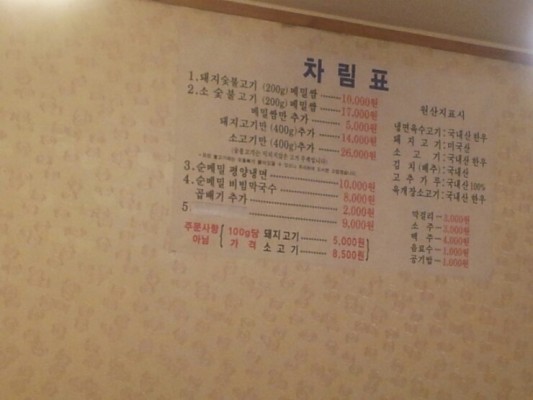 차림표
1.돼지숯불고기 (200g) 메밀쌈 10,000원
2.소숯불고기 (200g) 메밀쌈 17,000원
메밀쌈만 추가 5,000원
돼지고기만 (400g)추가 14,000원
소고기만 (400g)추가 26,000원
3.순메밀 평양냉면 10,000원
4.순메밀 비빔막국수 8,000원
곱배기 추가 2,000원
5 9,000원
주문사항 아님 { 100g당 가격 돼지고기 5,000원
소고기 8,500원 }
원산지표시
냉면육수고기:국내산한우
돼지고기:미국산
소고기:국내산한우
김치(배추):국내산
고추가루:국내산100%
육개장소고기:국내산한우
막걸리 3,000원
소주
맥주 4,000원
음료수 1,000원
공기밥 1,000원